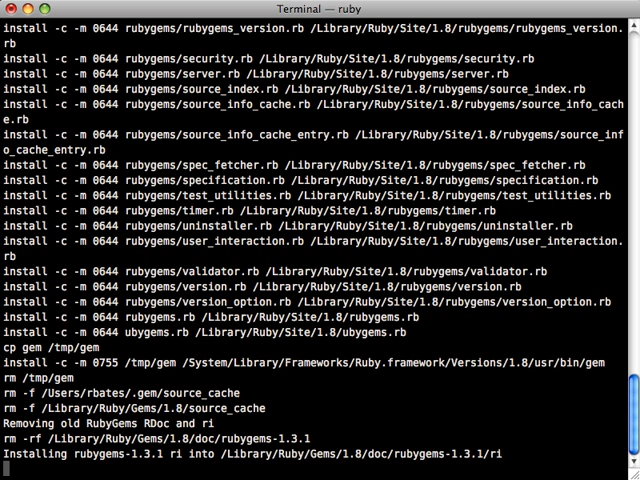 Terminal — ruby
install -c -m 0644 rubygems/rubygems_version.rb /Library/Ruby/Site/1.8/rubygems/rubygems_version.
rb
install -c -m 0644 rubygems/security.rb /Library/Ruby/Site/1.8/rubygems/security.rb
install -c -m 0644 rubygems/server.rb /Library/Ruby/Site/1.8/rubygems/server.rb
install -c -m 0644 rubygems/source_index.rb /Library/Ruby/Site/1.8/rubygems/source_index.rb
install -c -m 0644 rubygems/source_info_cache.rb /Library/Ruby/Site/1.8/rubygems/source_info_cach
e.rb
install -c -m 0644 rubygems/source_info_cache_entry.rb /Library/Ruby/Site/1.8/rubygems/source_inf
o_cache_entry.rb
install -c -m 0644 rubygems/spec_fetcher.rb /Library/Ruby/Site/1.8/rubygems/spec_fetcher.rb
install -c -m 0644 rubygems/specification.rb /Library/Ruby/Site/1.8/rubygems/specification.rb
install -c -m 0644 rubygems/test_utilities.rb /Library/Ruby/Site/1.8/rubygems/test_utilities.rb
install -c -m 0644 rubygems/timer.rb /Library/Ruby/Site/1.8/rubygems/timer.rb
install -c -m 0644 rubygems/uninstaller.rb /Library/Ruby/Site/1.8/rubygems/uninstaller.rb
install -c -m 0644 rubygems/user_interaction.rb /Library/Ruby/Site/1.8/rubygems/user_interaction.
rb
install -c -m 0644 rubygems/validator.rb /Library/Ruby/Site/1.8/rubygems/validator.rb
install -c -m 0644 rubygems/version.rb /Library/Ruby/Site/1.8/rubygems/version.rb
install -c -m 0644 rubygems/version_option.rb /Library/Ruby/Site/1.8/rubygems/version_option.rb
install -c -m 0644 rubygems.rb /Library/Ruby/Site/1.8/rubygems.rb
install -c -m 0644 ubygems.rb /Library/Ruby/Site/1.8/ubygems.rb
cp gem /tmp/gem
install -c -m 0755 /tmp/gem /System/Library/Frameworks/Ruby.framework/Versions/1.8/usr/bin/gem
rm /tmp/gem
rm -f /Users/rbates/.gem/source_cache
rm -f /Library/Ruby/Gems/1.8/source_cache
Removing old RubyGems RDoc and ri
rm -rf /Library/Ruby/Gems/1.8/doc/rubygems-1.3.1
Installing rubygems-1.3.1 ri into /Library/Ruby/Gems/1.8/doc/rubygems-1.3.1/ri